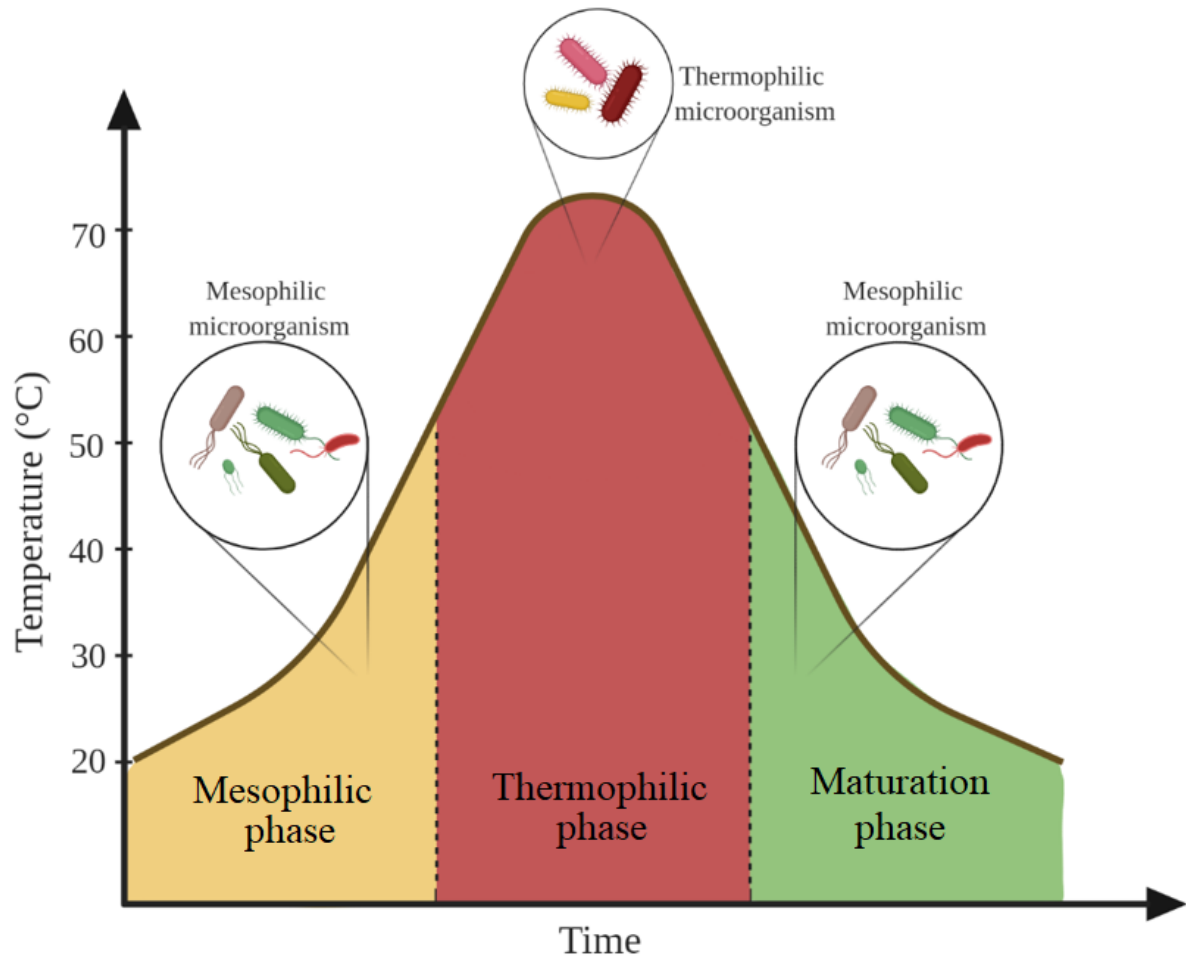 Thermophilic
microorganism
70
Mesophilic
microorganism
Mesophilic
microorganism
60
50
40
30
20
Temperature (°C)
Mesophilic
phase
Thermophilic
phase
Maturation
phase
Time